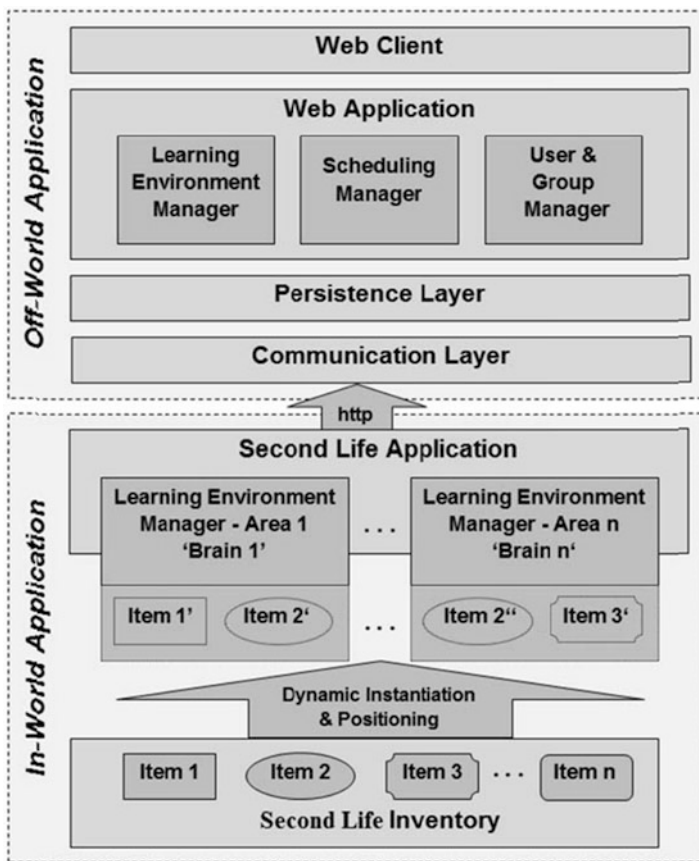 Off-World Application
Web Client
Web Application
Learning
Environment
Manager
Scheduling
Manager
User &
Group
Manager
Persistence Layer
Communication Layer
http
In-World Application
Second Life Application
Learning Environment
Manager - Area 1
‘Brain 1’
. . .
Learning Environment
Manager - Area n
‘Brain n‘
Item 1’
Item 2‘
...
Item 2‘‘
Item 3‘
Dynamic Instantiation
& Positioning
Item 1
Item 2
Item 3
...
Item n
Second Life Inventory